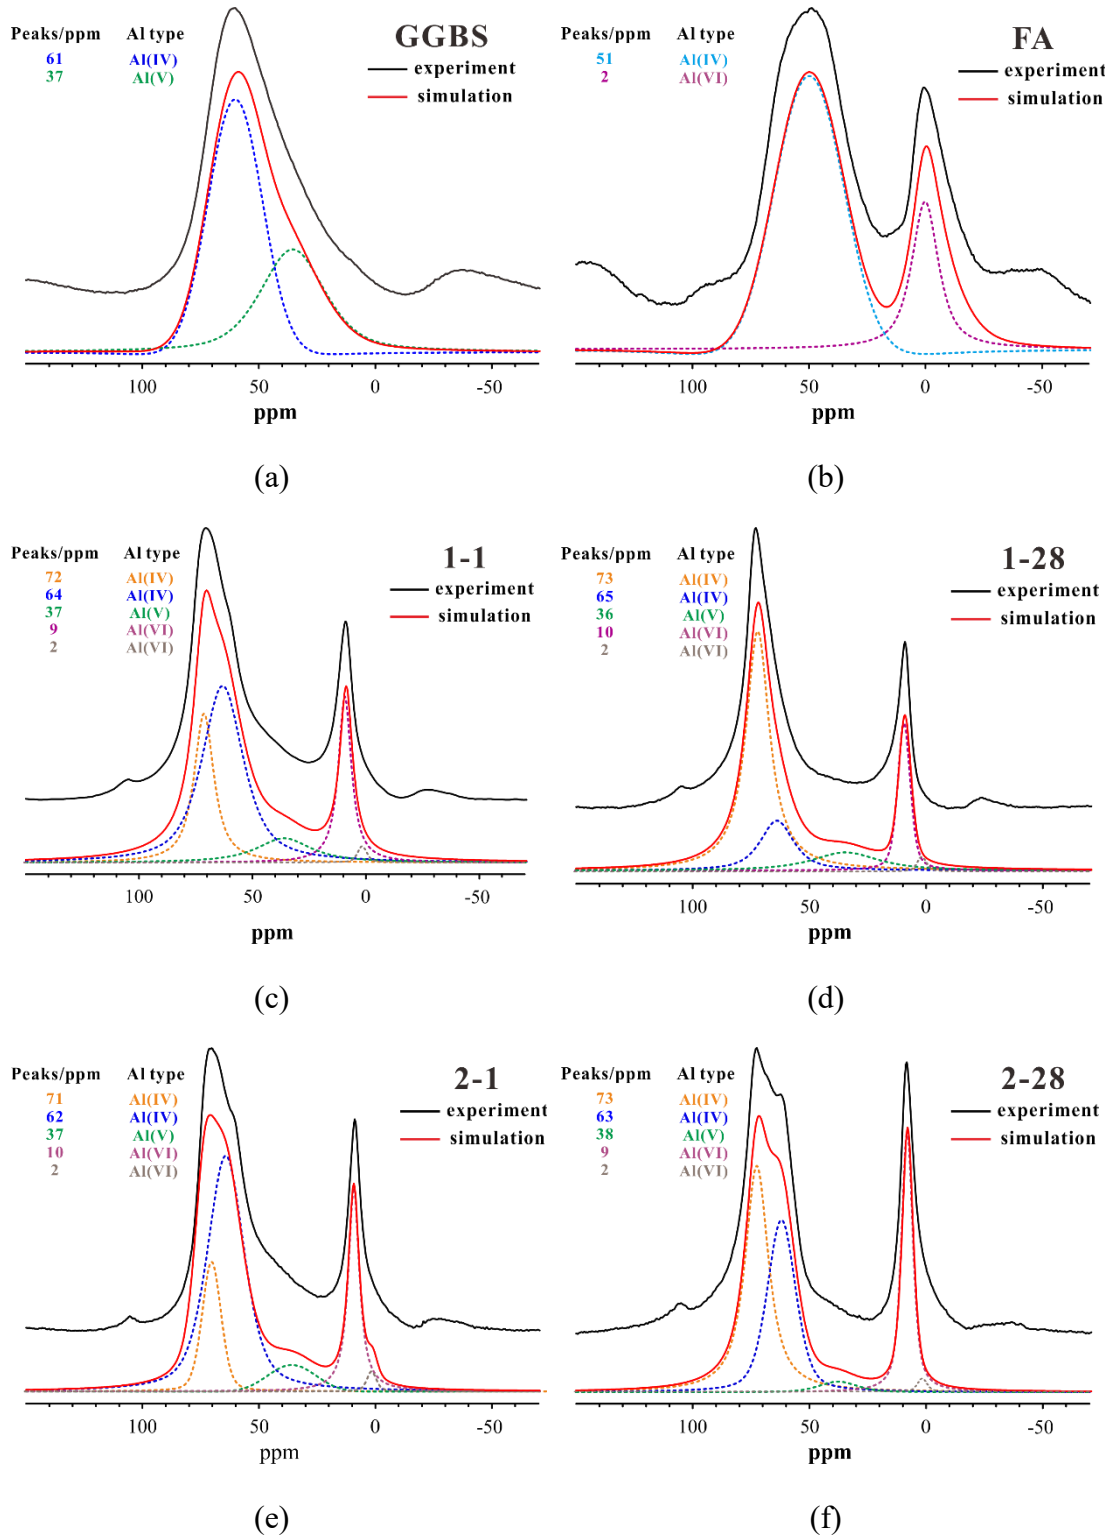 Peaks/ppm Al type GGBS
61 Al(IV) experiment
37 Al(V) simulation
100 50 0 -50
ppm
(a)
Peaks/ppm Al type FA
51 Al(IV) experiment
2 Al(VI) simulation
100 50 0 -50
ppm
(b)
Peaks/ppm Al type 1-1
72 Al(IV) experiment
64 Al(IV) simulation
37 Al(V)
9 Al(VI)
2 Al(VI)
100 50 0 -50
ppm
(c)
Peaks/ppm Al type 1-28
73 Al(IV) experiment
65 Al(IV) simulation
36 Al(V)
10 Al(VI)
2 Al(VI)
100 50 0 -50
ppm
(d)
Peaks/ppm Al type 2-1
71 Al(IV) experiment
62 Al(IV) simulation
37 Al(V)
10 Al(VI)
2 Al(VI)
100 50 0 -50
ppm
(e)
Peaks/ppm Al type 2-28
73 Al(IV) experiment
63 Al(IV) simulation
38 Al(V)
9 Al(VI)
2 Al(VI)
100 50 0 -50
ppm
(f)